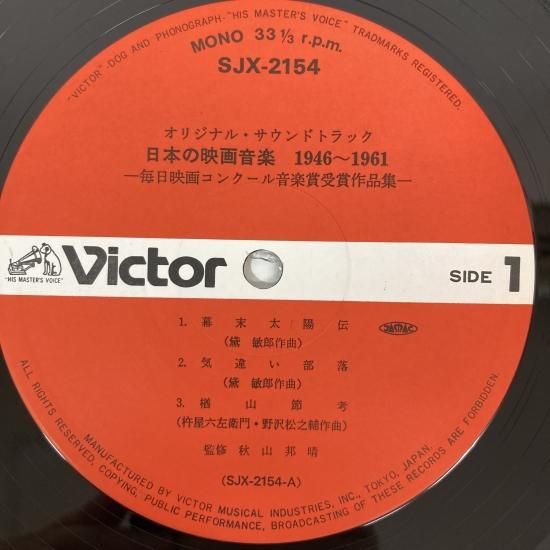 "VICTOR"-DOG AND PHONOGRAPH-"HIS MASTER'S VOICE" TRADMARKS REGISTERED.
MONO 33 1/3 r.p.m.
SJX-2154
オリジナル・サウンドトラック
日本の映画音楽 1946〜1961
—毎日映画コンクール音楽賞受賞作品集—
"HIS MASTER'S VOICE"
Victor
SIDE 1
1. 幕末太陽伝
JASRAC
(黛 敏郎作曲)
2. 気違い部落
(黛 敏郎作曲)
3. 楢山節考
(杵屋六左衛門・野沢松之輔作曲)
監修 秋山邦晴
(SJX-2154-A)
MANUFACTURED BY VICTOR MUSICAL INDUSTRIES, INC., TOKYO, JAPAN.
ALL RIGHTS RESERVED, COPYING, PUBLIC PERFORMANCE, BROADCASTING OF THESE RECORDS ARE FORBIDDEN.